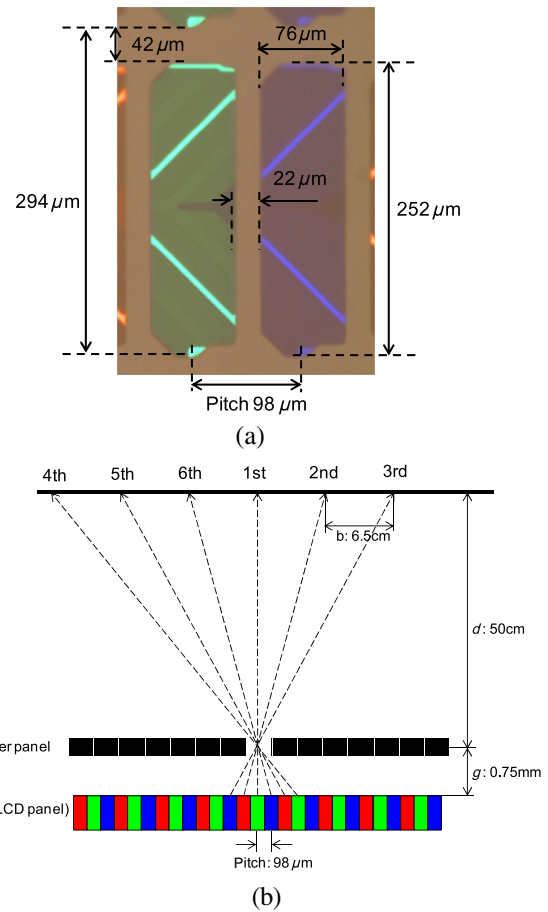 42 µm
76 µm
22 µm
294 µm
252 µm
Pitch 98 µm
(a)
4th 5th 6th 1st 2nd 3rd
b: 6.5cm
d: 50cm
er panel
g: 0.75mm
LCD panel)
Pitch: 98 µm
(b)